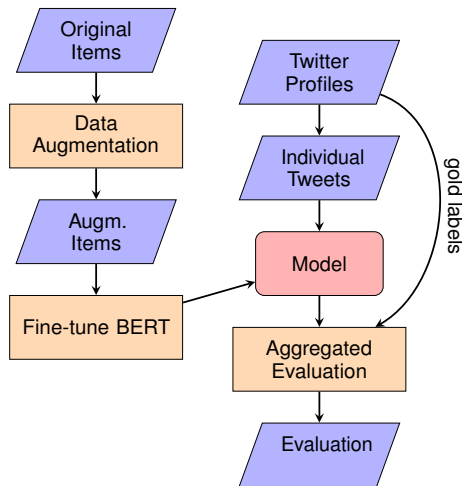 Original
Items
Data
Augmentation
Augm.
Items
Fine-tune BERT
Twitter
Profiles
Individual
Tweets
Model
Aggregated
Evaluation
Evaluation
gold labels